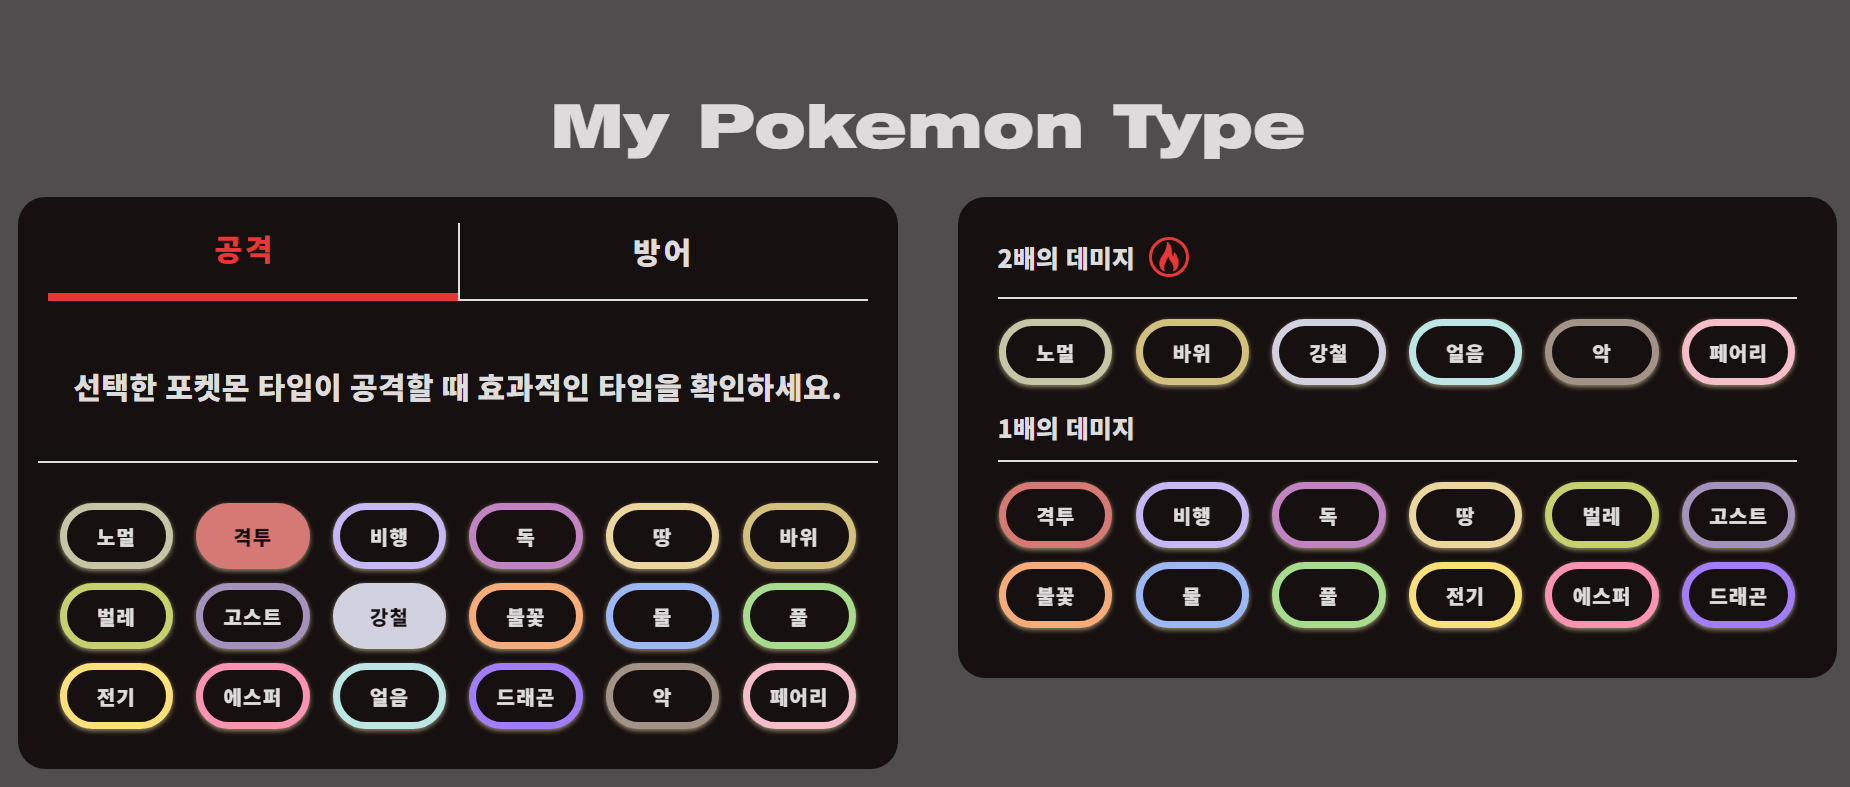 My Pokemon Type
공격 방어
선택한 포켓몬 타입이 공격할 때 효과적인 타입을 확인하세요.
노멀 격투 비행 독 땅 바위
벌레 고스트 강철 불꽃 물 풀
전기 에스퍼 얼음 드래곤 악 페어리
2배의 데미지
노멀 바위 강철 얼음 악 페어리
1배의 데미지
격투 비행 독 땅 벌레 고스트
불꽃 물 풀 전기 에스퍼 드래곤